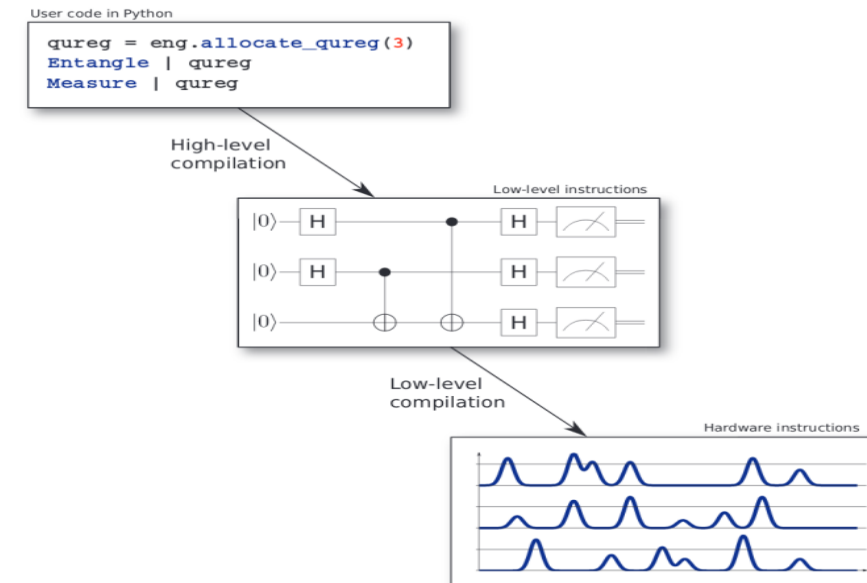 User code in Python
qureg = eng.allocate_qureg(3)
Entangle | qureg
Measure | qureg
High-level
compilation
Low-level instructions
|0⟩ H H
|0⟩ H H
|0⟩ H
Low-level
compilation
Hardware instructions